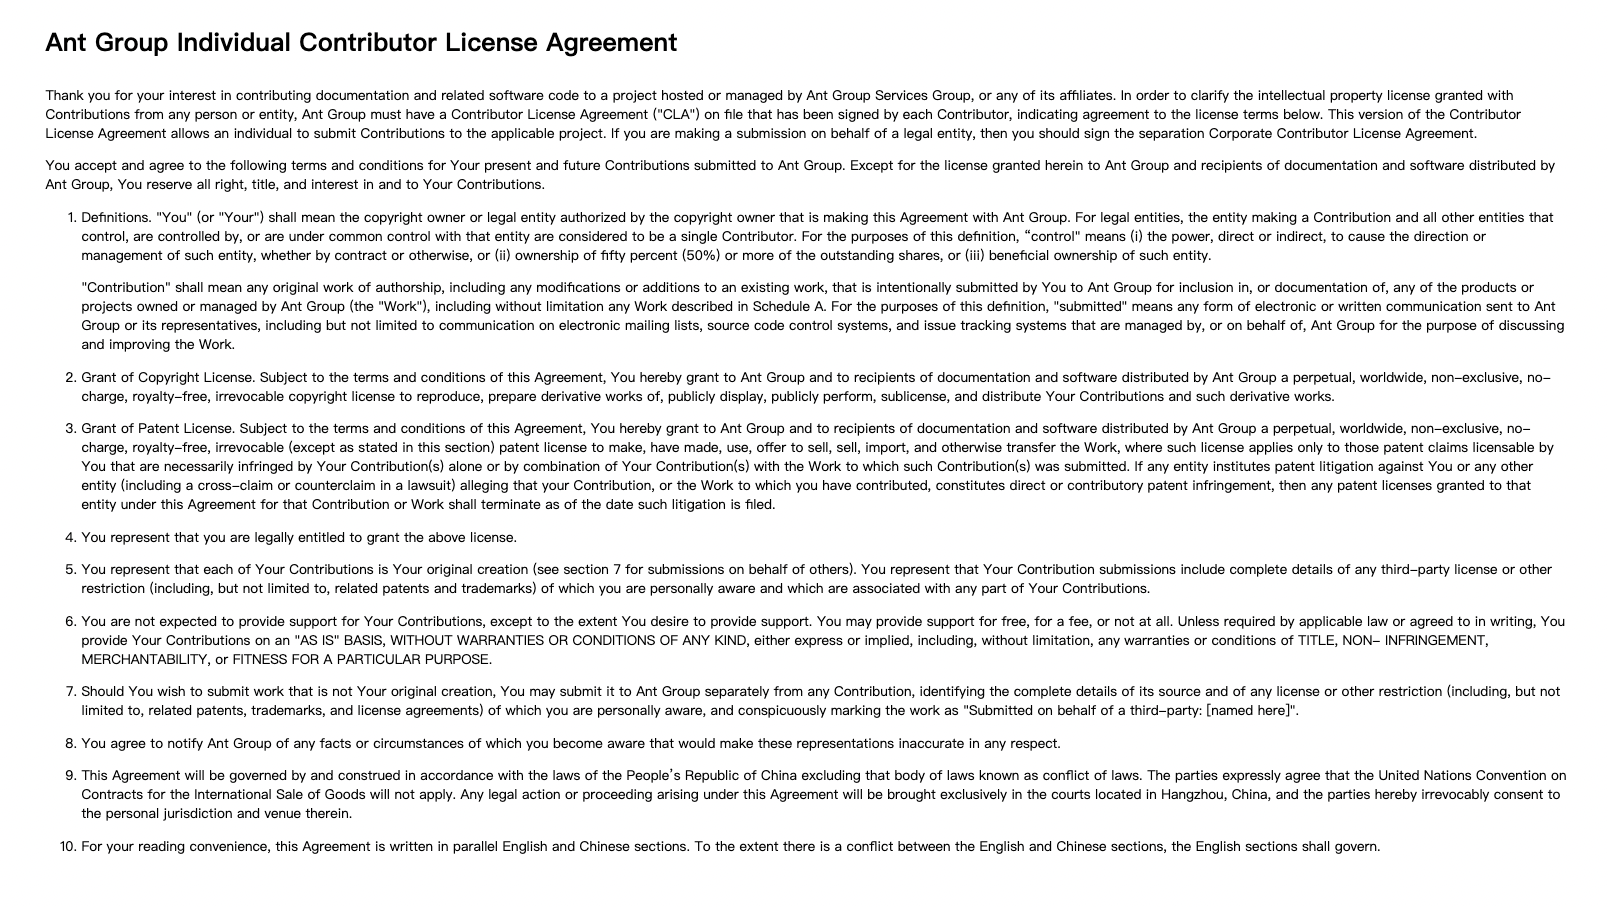 Ant Group Individual Contributor License Agreement
Thank you for your interest in contributing documentation and related software code to a project hosted or managed by Ant Group Services Group, or any of its affiliates. In order to clarify the intellectual property license granted with
Contributions from any person or entity, Ant Group must have a Contributor License Agreement ("CLA") on file that has been signed by each Contributor, indicating agreement to the license terms below. This version of the Contributor
License Agreement allows an individual to submit Contributions to the applicable project. If you are making a submission on behalf of a legal entity, then you should sign the separation Corporate Contributor License Agreement.
You accept and agree to the following terms and conditions for Your present and future Contributions submitted to Ant Group. Except for the license granted herein to Ant Group and recipients of documentation and software distributed by
Ant Group, You reserve all right, title, and interest in and to Your Contributions.
1. Definitions. "You" (or "Your") shall mean the copyright owner or legal entity authorized by the copyright owner that is making this Agreement with Ant Group. For legal entities, the entity making a Contribution and all other entities that
control, are controlled by, or are under common control with that entity are considered to be a single Contributor. For the purposes of this definition, “control" means (i) the power, direct or indirect, to cause the direction or
management of such entity, whether by contract or otherwise, or (ii) ownership of fifty percent (50%) or more of the outstanding shares, or (iii) beneficial ownership of such entity.
"Contribution" shall mean any original work of authorship, including any modifications or additions to an existing work, that is intentionally submitted by You to Ant Group for inclusion in, or documentation of, any of the products or
projects owned or managed by Ant Group (the "Work"), including without limitation any Work described in Schedule A. For the purposes of this definition, "submitted" means any form of electronic or written communication sent to Ant
Group or its representatives, including but not limited to communication on electronic mailing lists, source code control systems, and issue tracking systems that are managed by, or on behalf of, Ant Group for the purpose of discussing
and improving the Work.
2. Grant of Copyright License. Subject to the terms and conditions of this Agreement, You hereby grant to Ant Group and to recipients of documentation and software distributed by Ant Group a perpetual, worldwide, non-exclusive, no-
charge, royalty-free, irrevocable copyright license to reproduce, prepare derivative works of, publicly display, publicly perform, sublicense, and distribute Your Contributions and such derivative works.
3. Grant of Patent License. Subject to the terms and conditions of this Agreement, You hereby grant to Ant Group and to recipients of documentation and software distributed by Ant Group a perpetual, worldwide, non-exclusive, no-
charge, royalty-free, irrevocable (except as stated in this section) patent license to make, have made, use, offer to sell, sell, import, and otherwise transfer the Work, where such license applies only to those patent claims licensable by
You that are necessarily infringed by Your Contribution(s) alone or by combination of Your Contribution(s) with the Work to which such Contribution(s) was submitted. If any entity institutes patent litigation against You or any other
entity (including a cross-claim or counterclaim in a lawsuit) alleging that your Contribution, or the Work to which you have contributed, constitutes direct or contributory patent infringement, then any patent licenses granted to that
entity under this Agreement for that Contribution or Work shall terminate as of the date such litigation is filed.
4. You represent that you are legally entitled to grant the above license.
5. You represent that each of Your Contributions is Your original creation (see section 7 for submissions on behalf of others). You represent that Your Contribution submissions include complete details of any third-party license or other
restriction (including, but not limited to, related patents and trademarks) of which you are personally aware and which are associated with any part of Your Contributions.
6. You are not expected to provide support for Your Contributions, except to the extent You desire to provide support. You may provide support for free, for a fee, or not at all. Unless required by applicable law or agreed to in writing, You
provide Your Contributions on an "AS IS" BASIS, WITHOUT WARRANTIES OR CONDITIONS OF ANY KIND, either express or implied, including, without limitation, any warranties or conditions of TITLE, NON- INFRINGEMENT,
MERCHANTABILITY, or FITNESS FOR A PARTICULAR PURPOSE.
7. Should You wish to submit work that is not Your original creation, You may submit it to Ant Group separately from any Contribution, identifying the complete details of its source and of any license or other restriction (including, but not
limited to, related patents, trademarks, and license agreements) of which you are personally aware, and conspicuously marking the work as "Submitted on behalf of a third-party: [named here]".
8. You agree to notify Ant Group of any facts or circumstances of which you become aware that would make these representations inaccurate in any respect.
9. This Agreement will be governed by and construed in accordance with the laws of the People’s Republic of China excluding that body of laws known as conflict of laws. The parties expressly agree that the United Nations Convention on
Contracts for the International Sale of Goods will not apply. Any legal action or proceeding arising under this Agreement will be brought exclusively in the courts located in Hangzhou, China, and the parties hereby irrevocably consent to
the personal jurisdiction and venue therein.
10. For your reading convenience, this Agreement is written in parallel English and Chinese sections. To the extent there is a conflict between the English and Chinese sections, the English sections shall govern.